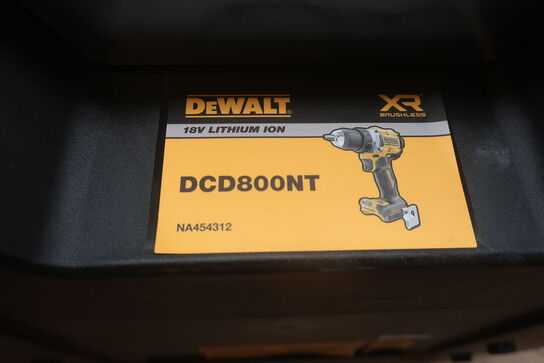 DEWALT
XR
BRUSHLESS
18V LITHIUM ION
DCD800NT
NA454312